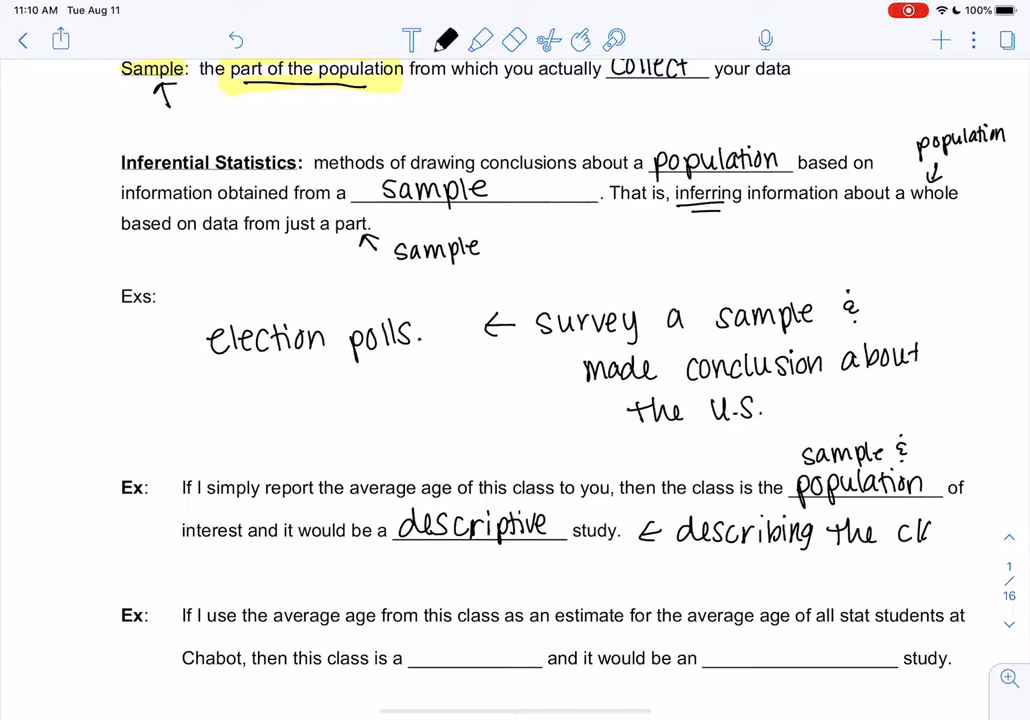 11:10 AM Tue Aug 11
100%
Sample: the part of the population from which you actually collect your data
population
Inferential Statistics: methods of drawing conclusions about a population based on
information obtained from a sample. That is, inferring information about a whole
based on data from just a part.
sample
Exs:
election polls. ← survey a sample &
made conclusion about
the U.S.
sample &
Ex: If I simply report the average age of this class to you, then the class is the population of
interest and it would be a descriptive study. ← describing the cl
1
/
16
Ex: If I use the average age from this class as an estimate for the average age of all stat students at
Chabot, then this class is a ____________ and it would be an _________________ study.